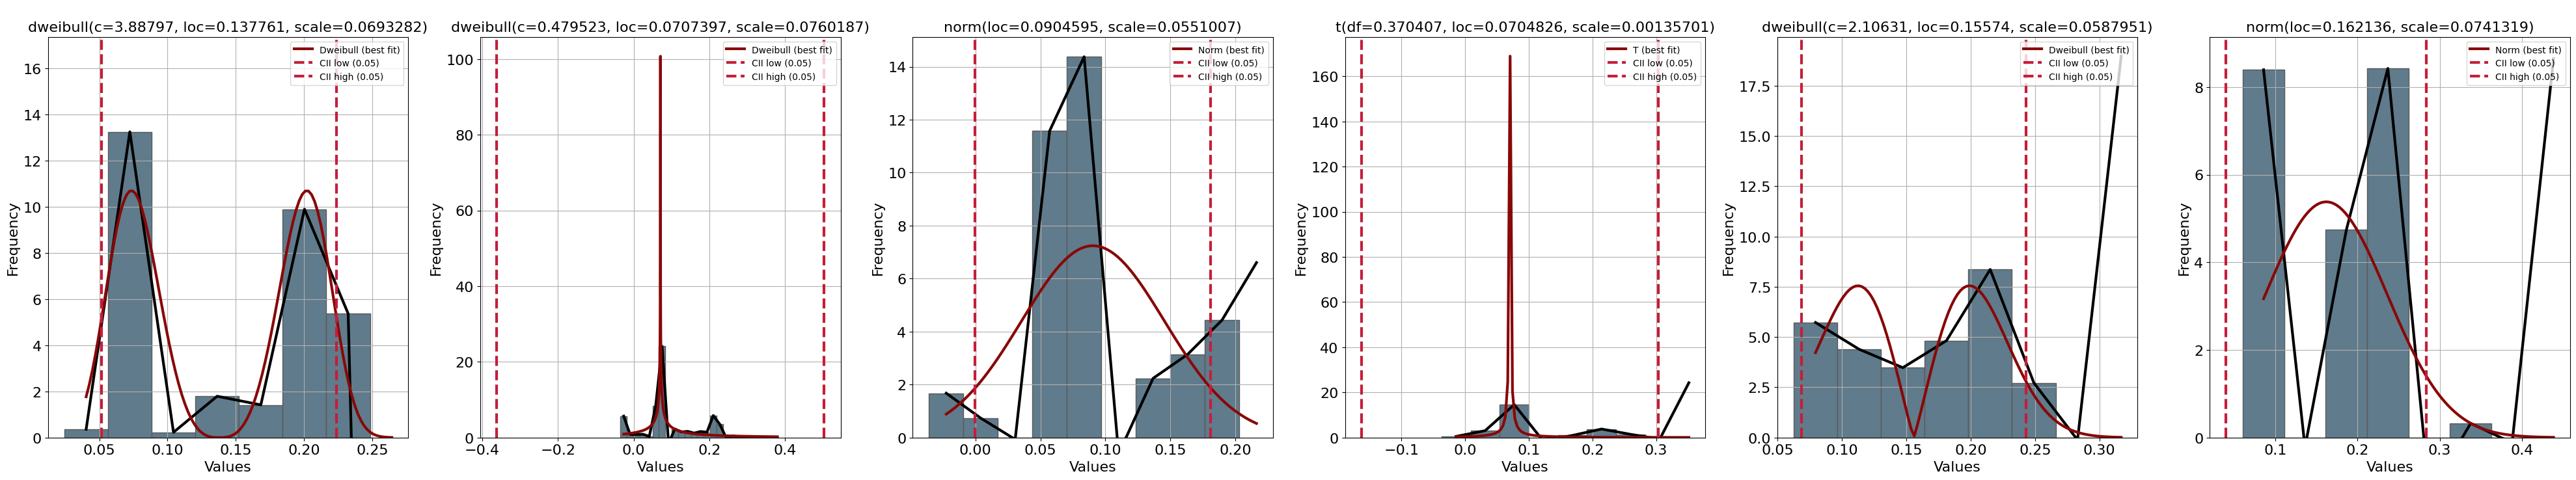 dweibull(c=3.88797, loc=0.137761, scale=0.0693282)
Dweibull (best fit)
CII low (0.05)
CII high (0.05)
16
14
12
10
8
6
4
2
0
Frequency
0.05 0.10 0.15 0.20 0.25
Values
dweibull(c=0.479523, loc=0.0707397, scale=0.0760187)
Dweibull (best fit)
CII low (0.05)
CII high (0.05)
100
80
60
40
20
0
Frequency
−0.4 −0.2 0.0 0.2 0.4
Values
norm(loc=0.0904595, scale=0.0551007)
Norm (best fit)
CII low (0.05)
CII high (0.05)
14
12
10
8
6
4
2
0
Frequency
0.00 0.05 0.10 0.15 0.20
Values
t(df=0.370407, loc=0.0704826, scale=0.00135701)
T (best fit)
CII low (0.05)
CII high (0.05)
160
140
120
100
80
60
40
20
0
Frequency
−0.1 0.0 0.1 0.2 0.3
Values
dweibull(c=2.10631, loc=0.15574, scale=0.0587951)
Dweibull (best fit)
CII low (0.05)
CII high (0.05)
17.5
15.0
12.5
10.0
7.5
5.0
2.5
0.0
Frequency
0.05 0.10 0.15 0.20 0.25 0.30
Values
norm(loc=0.162136, scale=0.0741319)
Norm (best fit)
CII low (0.05)
CII high (0.05)
8
6
4
2
0
Frequency
0.1 0.2 0.3 0.4
Values